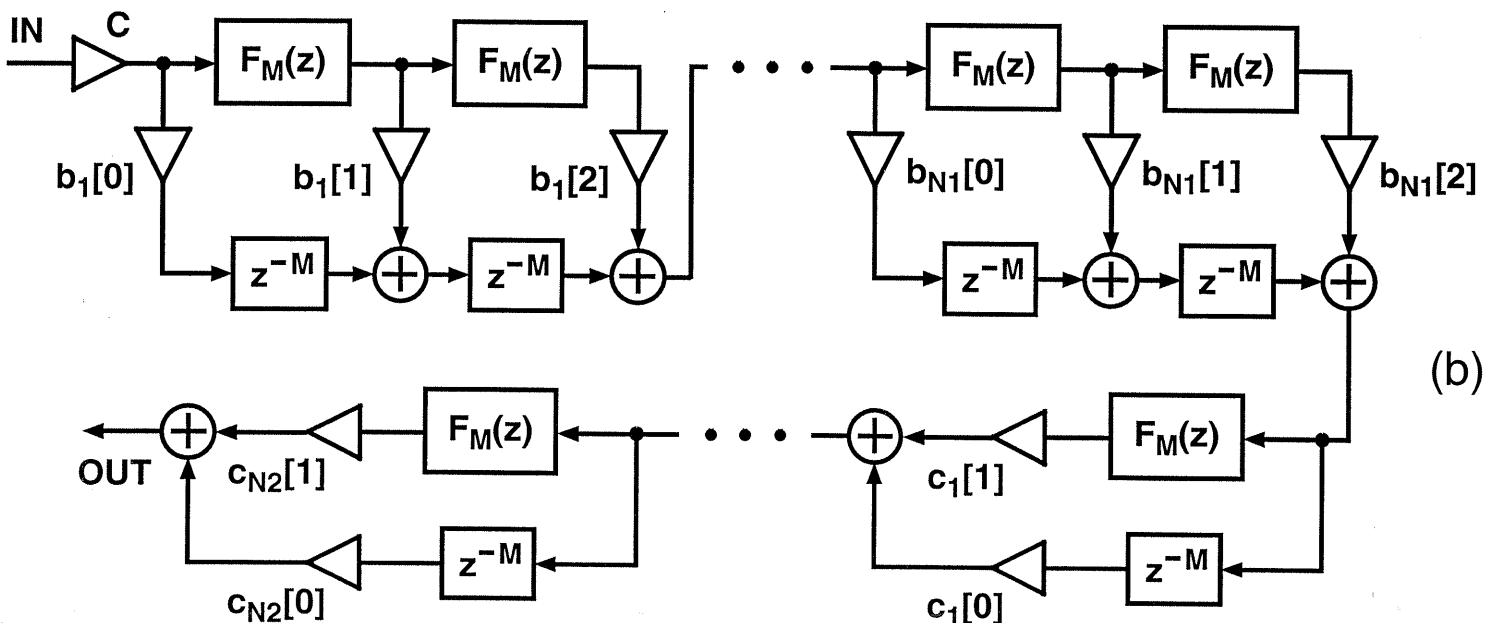 IN
C
F_M(z)
F_M(z)
F_M(z)
F_M(z)
b_1[0]
b_1[1]
b_1[2]
b_N1[0]
b_N1[1]
b_N1[2]
z^-M
z^-M
z^-M
z^-M
(b)
F_M(z)
F_M(z)
OUT
c_N2[1]
c_1[1]
z^-M
z^-M
c_N2[0]
c_1[0]